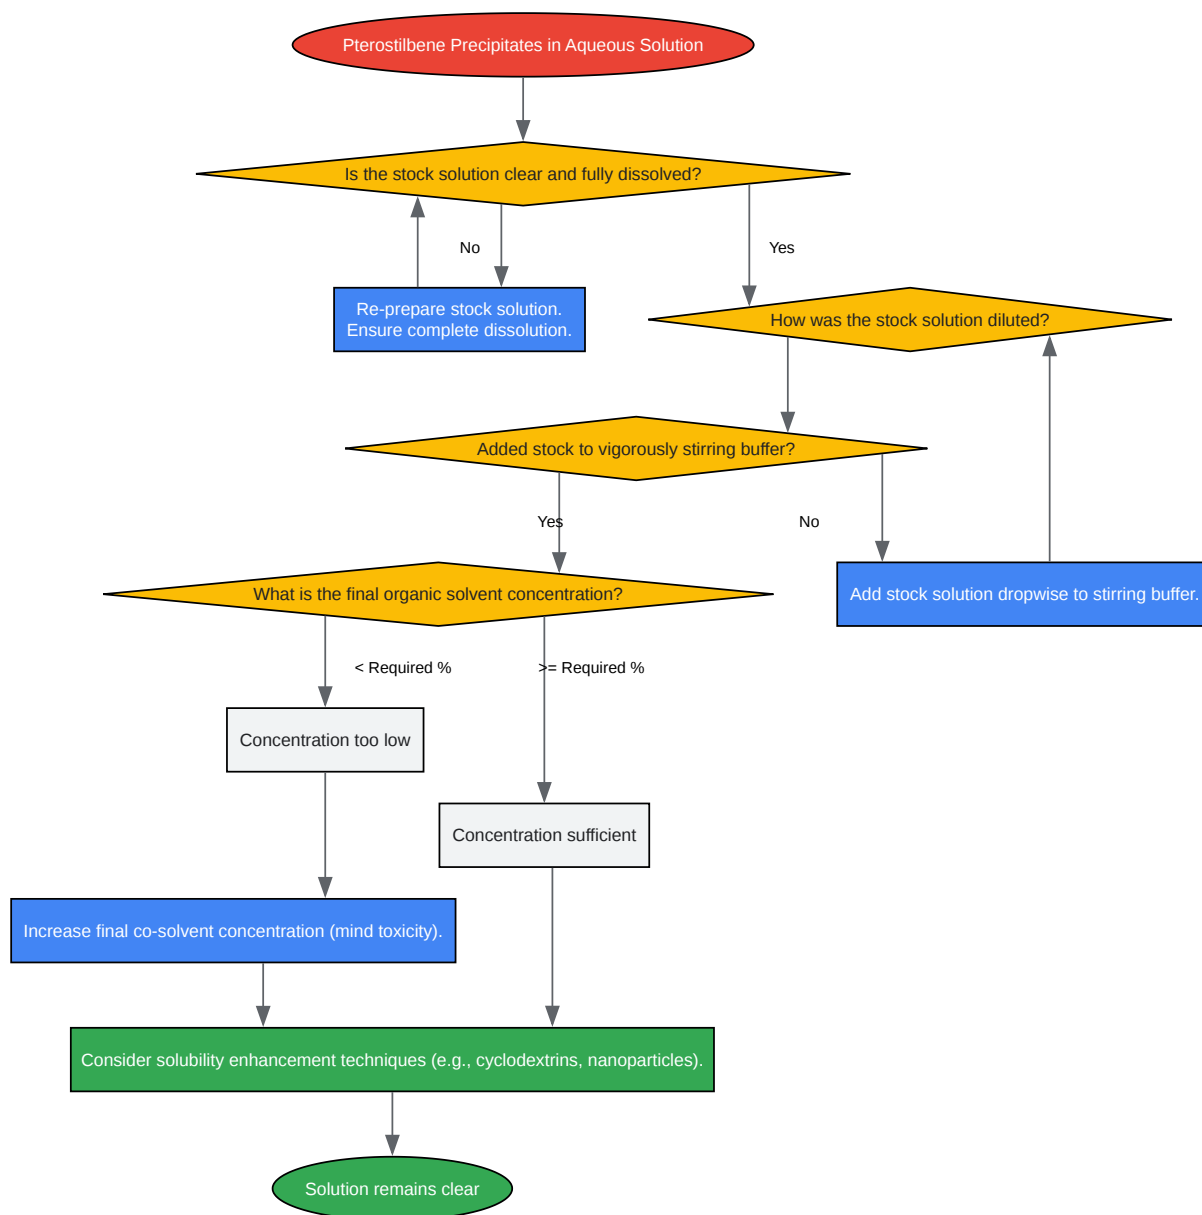 Pterostilbene Precipitates in Aqueous Solution
Is the stock solution clear and fully dissolved?
No
Yes
Re-prepare stock solution.
Ensure complete dissolution.
How was the stock solution diluted?
Added stock to vigorously stirring buffer?
Yes
No
What is the final organic solvent concentration?
Add stock solution dropwise to stirring buffer.
< Required %
>= Required %
Concentration too low
Concentration sufficient
Increase final co-solvent concentration (mind toxicity).
Consider solubility enhancement techniques (e.g., cyclodextrins, nanoparticles).
Solution remains clear